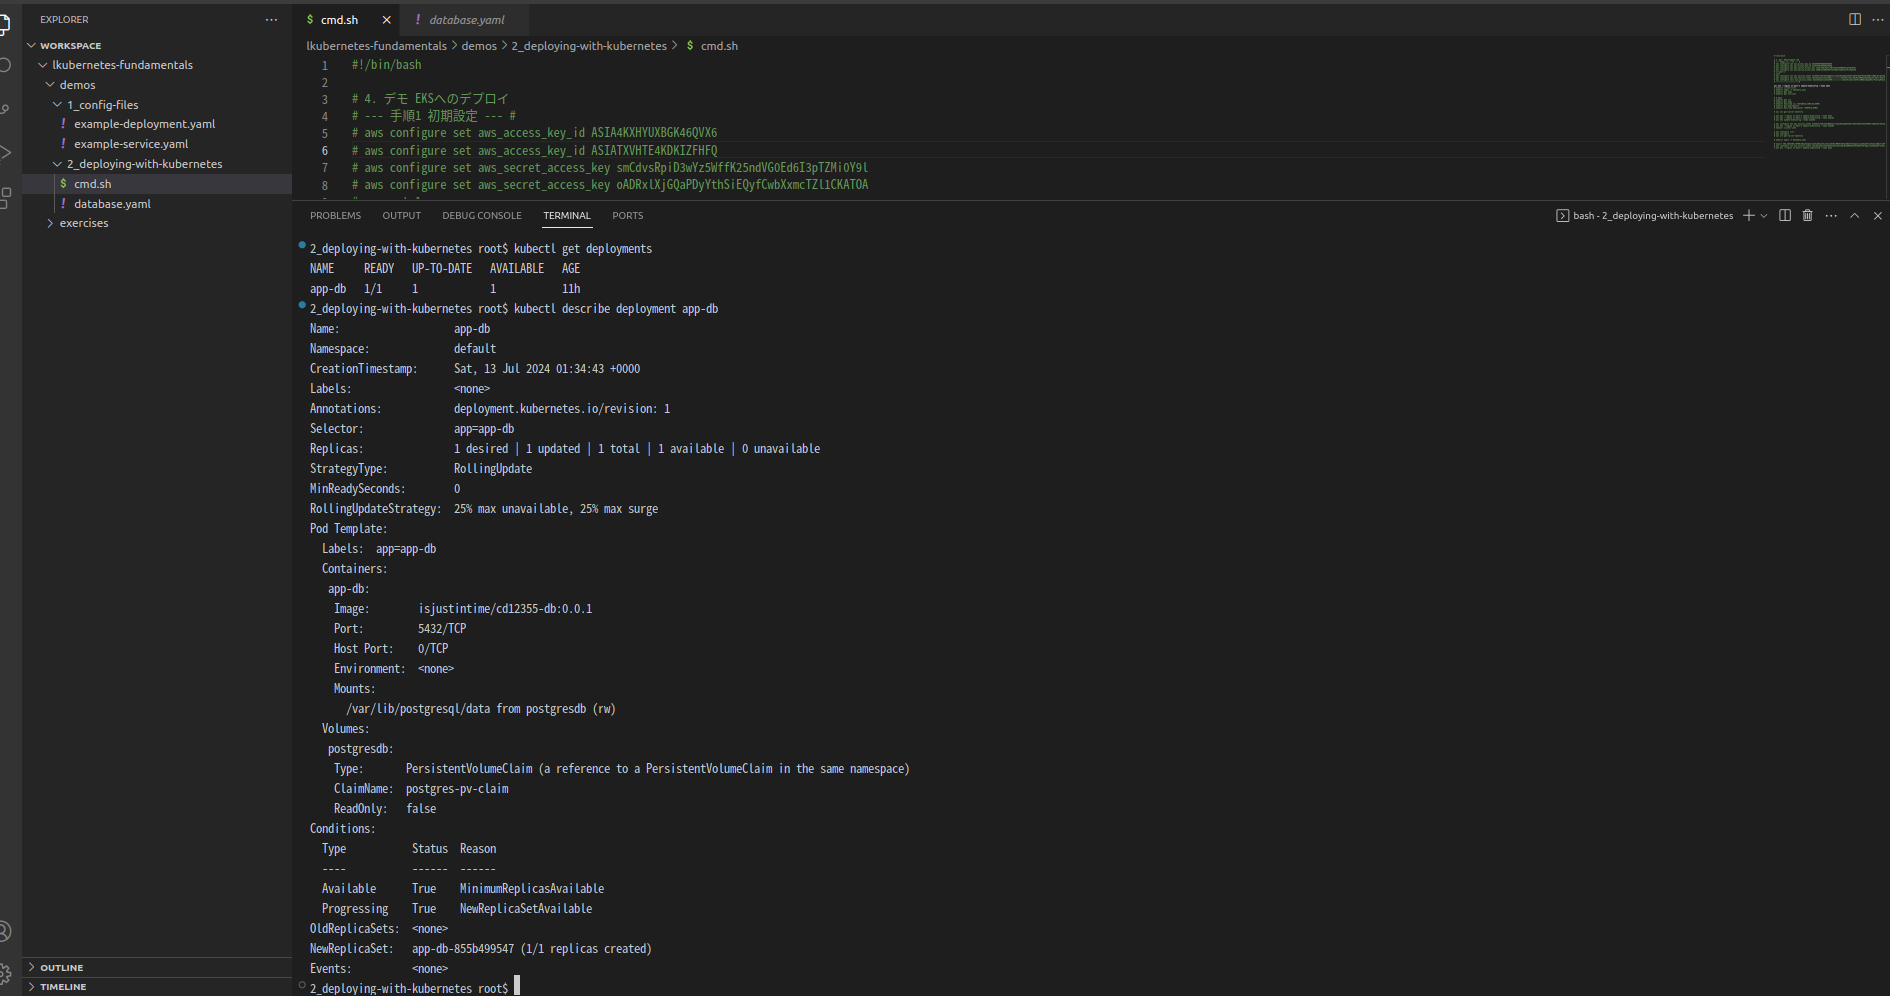 EXPLORER
WORKSPACE
lkubernetes-fundamentals
demos
1_config-files
! example-deployment.yaml
! example-service.yaml
2_deploying-with-kubernetes
$ cmd.sh
! database.yaml
exercises
OUTLINE
TIMELINE
$ cmd.sh
! database.yaml
lkubernetes-fundamentals > demos > 2_deploying-with-kubernetes > $ cmd.sh
1 #!/bin/bash
2
3 # 4. デモ EKSへのデプロイ
4 # --- 手順1 初期設定 --- #
5 # aws configure set aws_access_key_id ASIA4KXHYUXBGK46QVX6
6 # aws configure set aws_access_key_id ASIATXVHTE4KDKIZFHFQ
7 # aws configure set aws_secret_access_key smCdvsRpiD3wYz5WffK25ndVGOEd6I3pTZMiOY9l
8 # aws configure set aws_secret_access_key oADRxlXjGQaPDyYthSiEQyfCwbXxmcTZl1CKATOA
PROBLEMS OUTPUT DEBUG CONSOLE TERMINAL PORTS
bash - 2_deploying-with-kubernetes
2_deploying-with-kubernetes root$ kubectl get deployments
NAME READY UP-TO-DATE AVAILABLE AGE
app-db 1/1 1 1 11h
2_deploying-with-kubernetes root$ kubectl describe deployment app-db
Name: app-db
Namespace: default
CreationTimestamp: Sat, 13 Jul 2024 01:34:43 +0000
Labels: <none>
Annotations: deployment.kubernetes.io/revision: 1
Selector: app=app-db
Replicas: 1 desired | 1 updated | 1 total | 1 available | 0 unavailable
StrategyType: RollingUpdate
MinReadySeconds: 0
RollingUpdateStrategy: 25% max unavailable, 25% max surge
Pod Template:
Labels: app=app-db
Containers:
app-db:
Image: isjustintime/cd12355-db:0.0.1
Port: 5432/TCP
Host Port: 0/TCP
Environment: <none>
Mounts:
/var/lib/postgresql/data from postgresdb (rw)
Volumes:
postgresdb:
Type: PersistentVolumeClaim (a reference to a PersistentVolumeClaim in the same namespace)
ClaimName: postgres-pv-claim
ReadOnly: false
Conditions:
Type Status Reason
---- ------ ------
Available True MinimumReplicasAvailable
Progressing True NewReplicaSetAvailable
OldReplicaSets: <none>
NewReplicaSet: app-db-855b499547 (1/1 replicas created)
Events: <none>
2_deploying-with-kubernetes root$